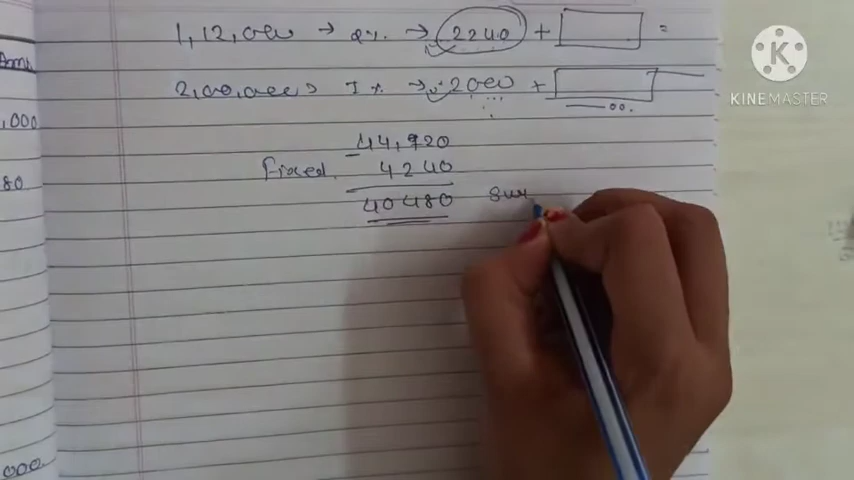 1,12,000 → 2%. → 2240 + =
Amu
2,00,000 → 1% → 2000 +
KINEMASTER
,000
44,720
Fixed 4240
80
40480 Sur
000